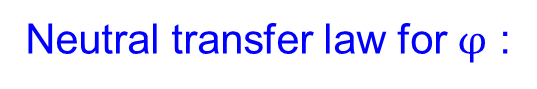 Neutral transfer law for φ :